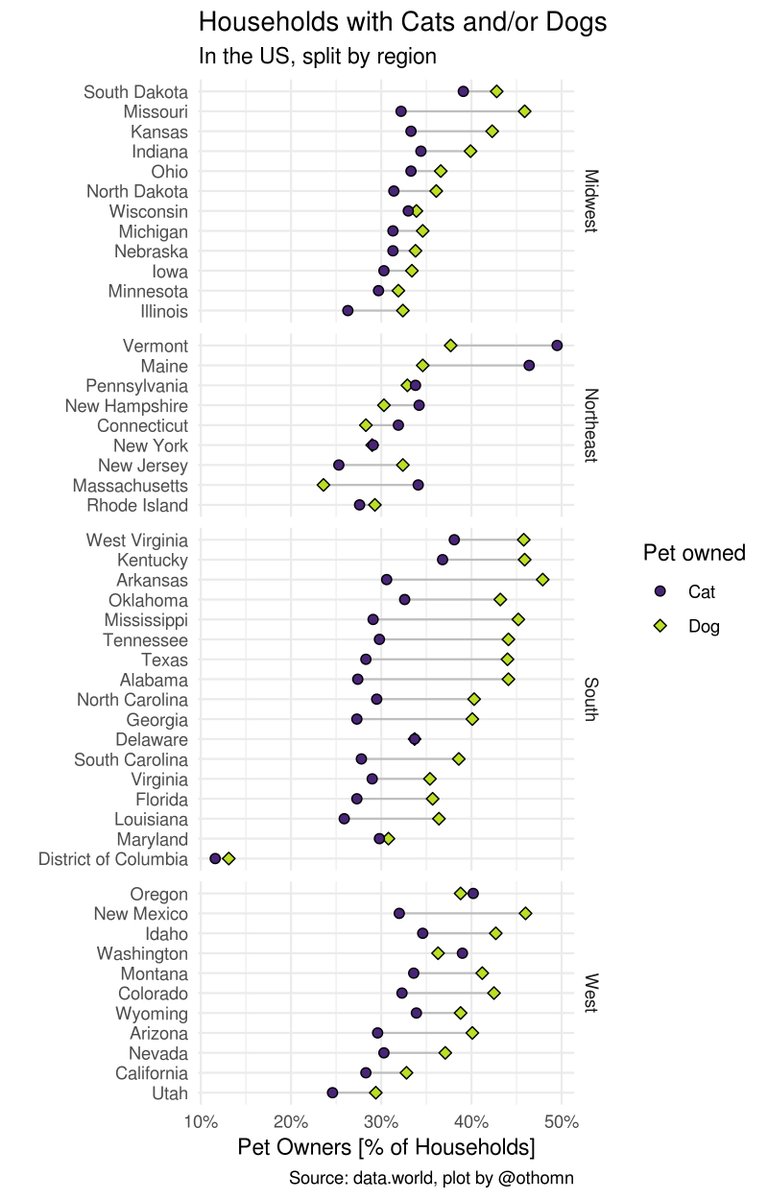 Households with Cats and/or Dogs
In the US, split by region
South Dakota
Missouri
Kansas
Indiana
Ohio
North Dakota
Wisconsin
Michigan
Nebraska
Iowa
Minnesota
Illinois
Midwest
Vermont
Maine
Pennsylvania
New Hampshire
Connecticut
New York
New Jersey
Massachusetts
Rhode Island
Northeast
West Virginia
Kentucky
Arkansas
Oklahoma
Mississippi
Tennessee
Texas
Alabama
North Carolina
Georgia
Delaware
South Carolina
Virginia
Florida
Louisiana
Maryland
District of Columbia
South
Oregon
New Mexico
Idaho
Washington
Montana
Colorado
Wyoming
Arizona
Nevada
California
Utah
West
10% 20% 30% 40% 50%
Pet Owners [% of Households]
Source: data.world, plot by @othomn
Pet owned
Cat
Dog